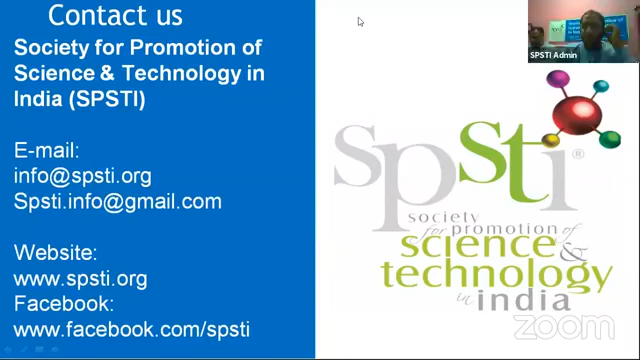 Contact us
Society for Promotion of
Science & Technology in
India (SPSTI)
E-mail:
info@spsti.org
Spsti.info@gmail.com
Website:
www.spsti.org
Facebook:
www.facebook.com/spsti
SPSTI Admin
spsti®
society
for promotion of
science &
technology
in india
zoom